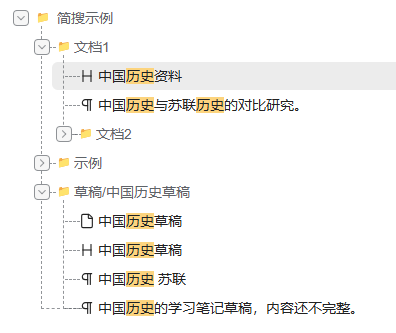 简搜示例
文档1
H 中国历史资料
¶ 中国历史与苏联历史的对比研究。
文档2
示例
草稿/中国历史草稿
中国历史草稿
H 中国历史草稿
¶ 中国历史 苏联
¶ 中国历史的学习笔记草稿，内容还不完整。